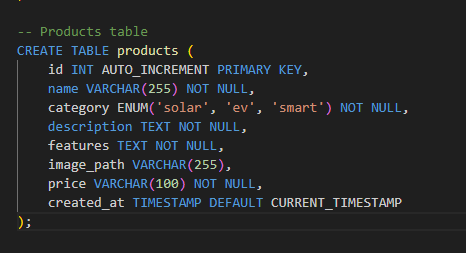 -- Products table
CREATE TABLE products (
    id INT AUTO_INCREMENT PRIMARY KEY,
    name VARCHAR(255) NOT NULL,
    category ENUM('solar', 'ev', 'smart') NOT NULL,
    description TEXT NOT NULL,
    features TEXT NOT NULL,
    image_path VARCHAR(255),
    price VARCHAR(100) NOT NULL,
    created_at TIMESTAMP DEFAULT CURRENT_TIMESTAMP
);